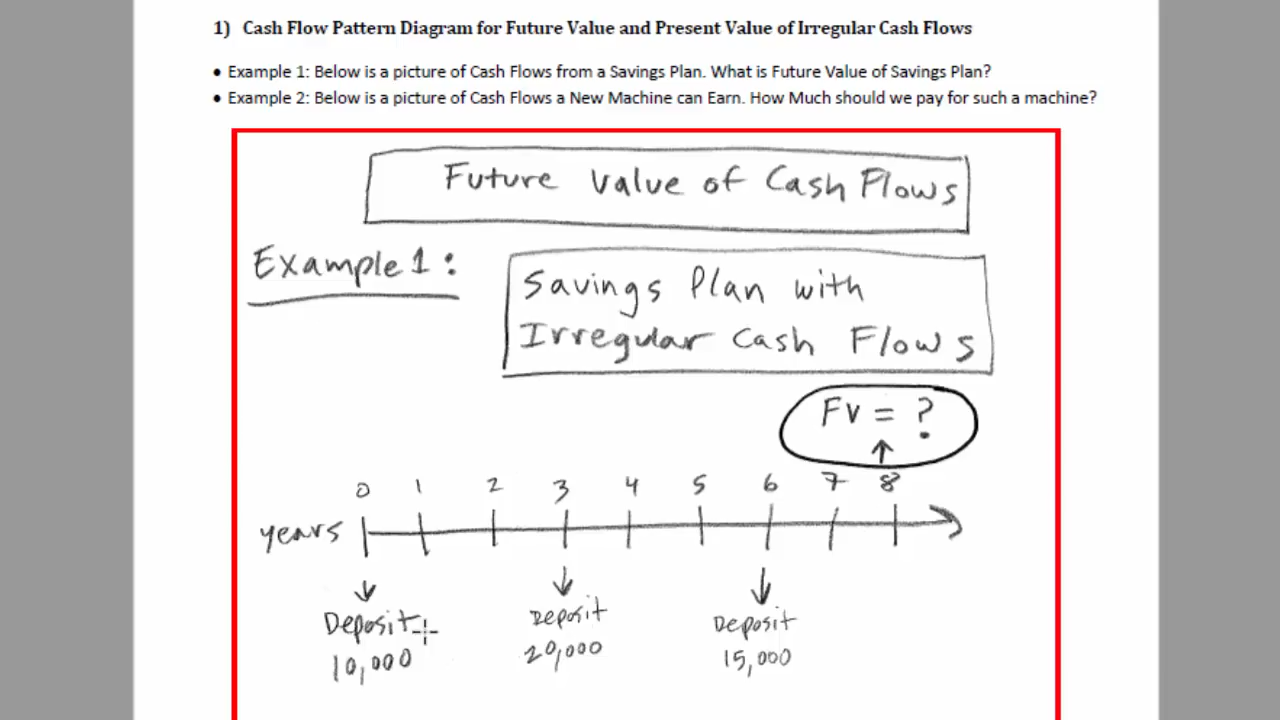 1) Cash Flow Pattern Diagram for Future Value and Present Value of Irregular Cash Flows
• Example 1: Below is a picture of Cash Flows from a Savings Plan. What is Future Value of Savings Plan?
• Example 2: Below is a picture of Cash Flows a New Machine can Earn. How Much should we pay for such a machine?
Future Value of Cash Flows
Example 1:
Savings Plan with
Irregular Cash Flows
FV = ?
0 1 2 3 4 5 6 7 8
years
Deposit Deposit Deposit
10,000 20,000 15,000